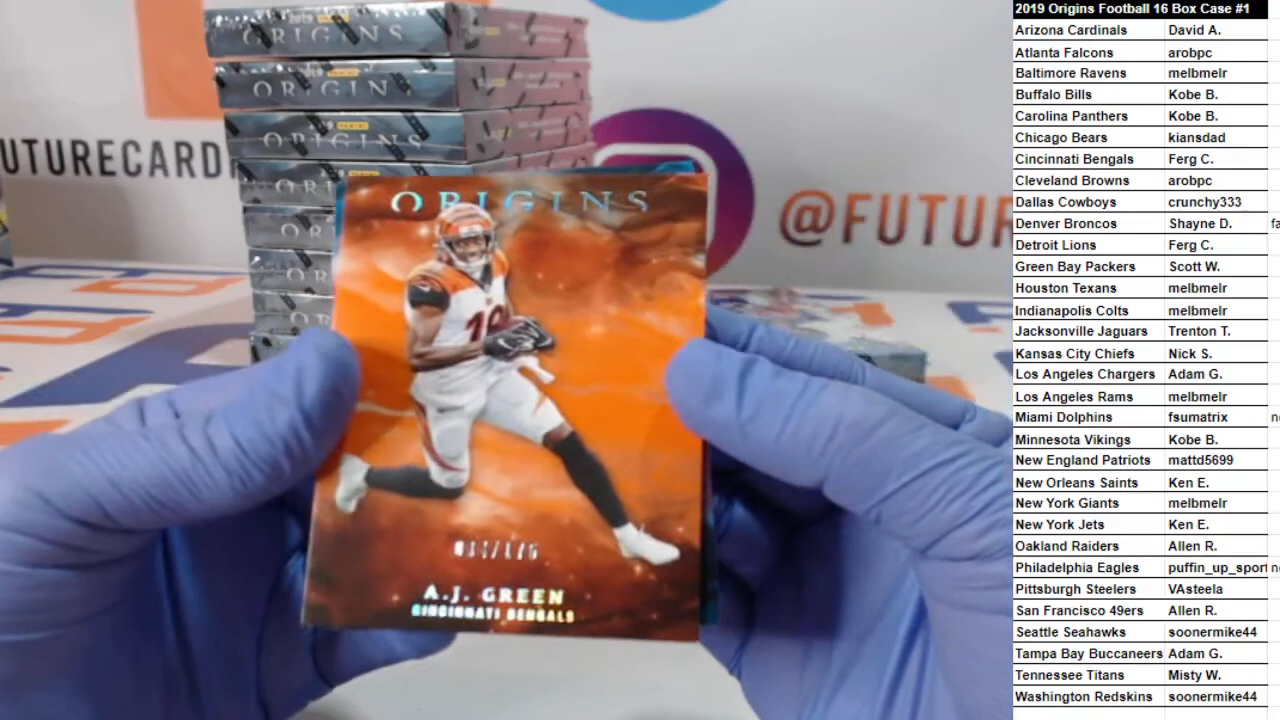 2019 PANINI
ORIGINS
2019
ORIGINS
ORIGINS
UTURECARD
@FUTUR
ORIGINS
A.J. GREEN
CINCINNATI BENGALS
2019 Origins Football 16 Box Case #1
Arizona Cardinals David A.
Atlanta Falcons arobpc
Baltimore Ravens melbmelr
Buffalo Bills Kobe B.
Carolina Panthers Kobe B.
Chicago Bears kiansdad
Cincinnati Bengals Ferg C.
Cleveland Browns arobpc
Dallas Cowboys crunchy333
Denver Broncos Shayne D. fa
Detroit Lions Ferg C.
Green Bay Packers Scott W.
Houston Texans melbmelr
Indianapolis Colts melbmelr
Jacksonville Jaguars Trenton T.
Kansas City Chiefs Nick S.
Los Angeles Chargers Adam G.
Los Angeles Rams melbmelr
Miami Dolphins fsumatrix
Minnesota Vikings Kobe B.
New England Patriots mattd5699
New Orleans Saints Ken E.
New York Giants melbmelr
New York Jets Ken E.
Oakland Raiders Allen R.
Philadelphia Eagles puffin_up_sport
Pittsburgh Steelers VAsteela
San Francisco 49ers Allen R.
Seattle Seahawks soonermike44
Tampa Bay Buccaneers Adam G.
Tennessee Titans Misty W.
Washington Redskins soonermike44